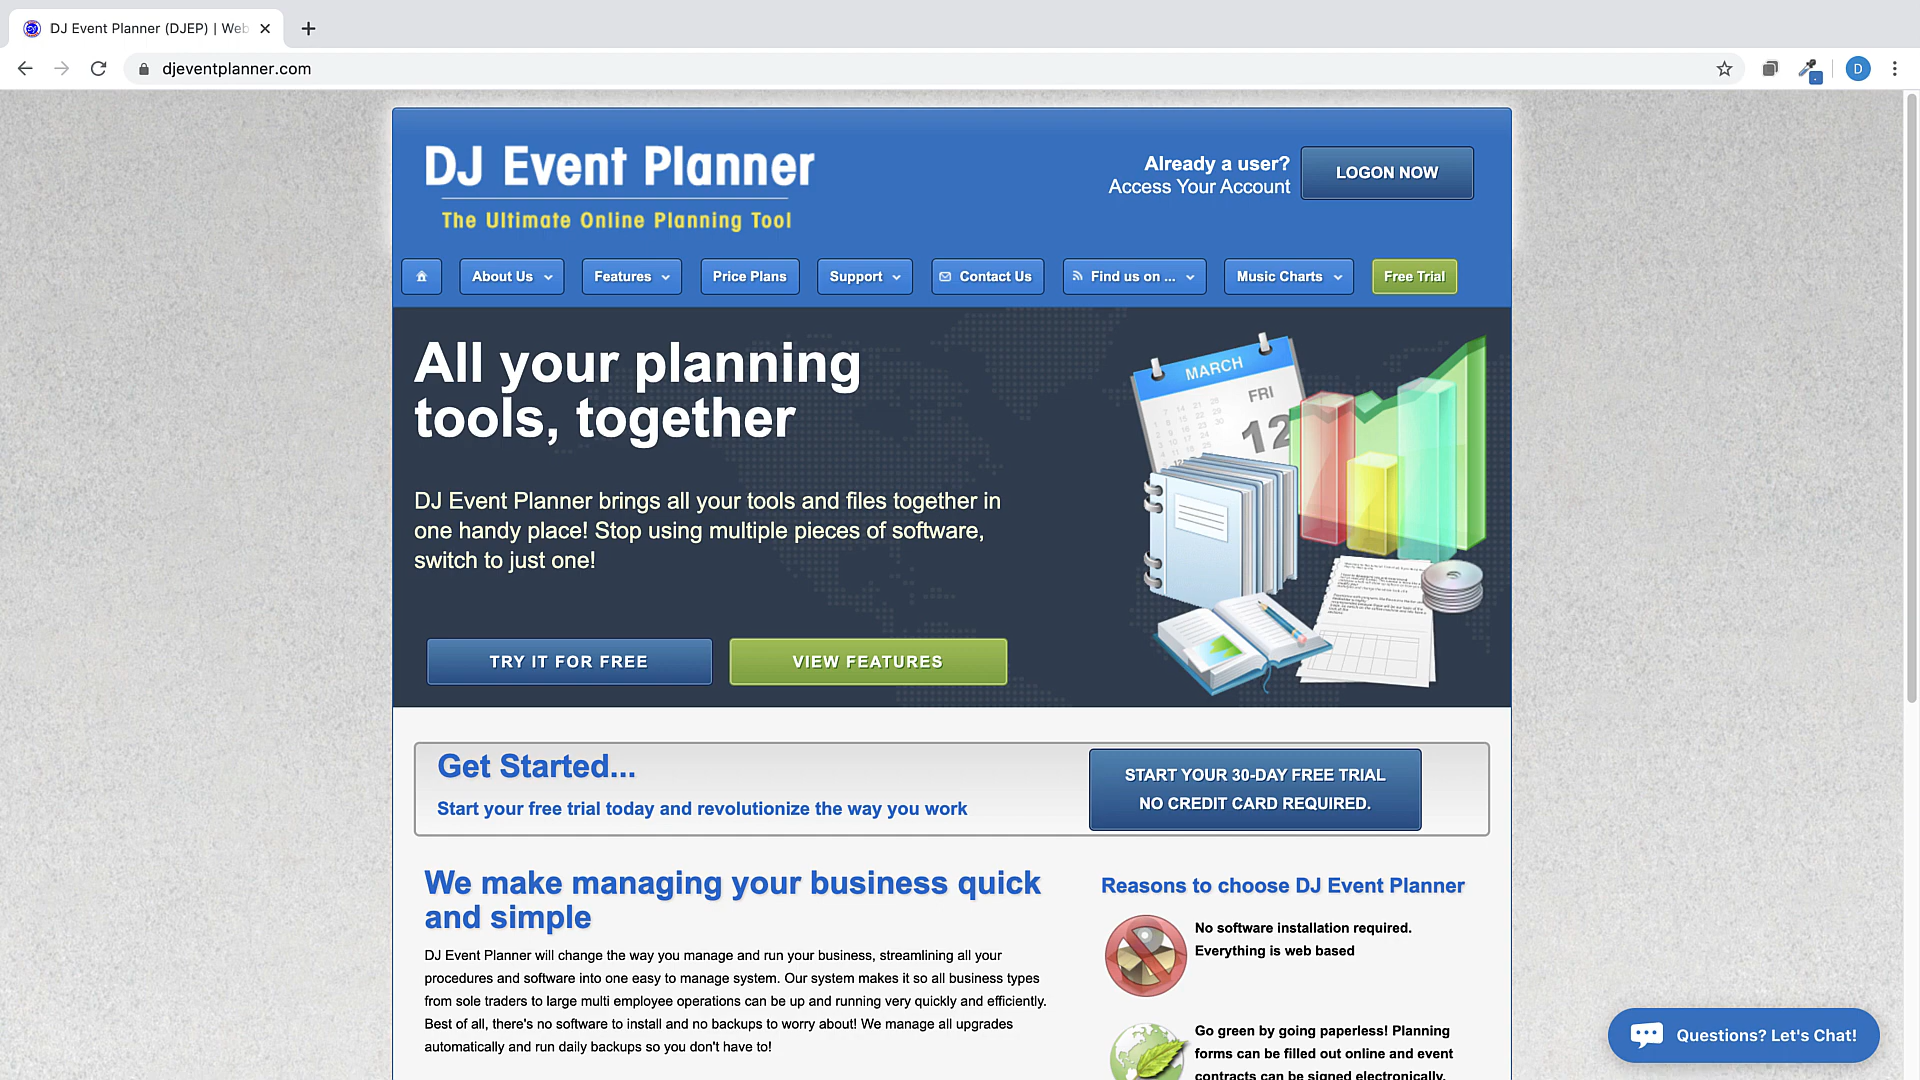 DJ Event Planner (DJEP) | Web
djeventplanner.com
D
DJ Event Planner
The Ultimate Online Planning Tool
Already a user?
Access Your Account
LOGON NOW
About Us
Features
Price Plans
Support
Contact Us
Find us on ...
Music Charts
Free Trial
All your planning
tools, together
DJ Event Planner brings all your tools and files together in
one handy place! Stop using multiple pieces of software,
switch to just one!
TRY IT FOR FREE
VIEW FEATURES
MARCH
FRI
12
Get Started...
Start your free trial today and revolutionize the way you work
START YOUR 30-DAY FREE TRIAL
NO CREDIT CARD REQUIRED.
We make managing your business quick
and simple
DJ Event Planner will change the way you manage and run your business, streamlining all your
procedures and software into one easy to manage system. Our system makes it so all business types
from sole traders to large multi employee operations can be up and running very quickly and efficiently.
Best of all, there's no software to install and no backups to worry about! We manage all upgrades
automatically and run daily backups so you don't have to!
Reasons to choose DJ Event Planner
No software installation required.
Everything is web based
Go green by going paperless! Planning
forms can be filled out online and event
contracts can be signed electronically.
Questions? Let's Chat!